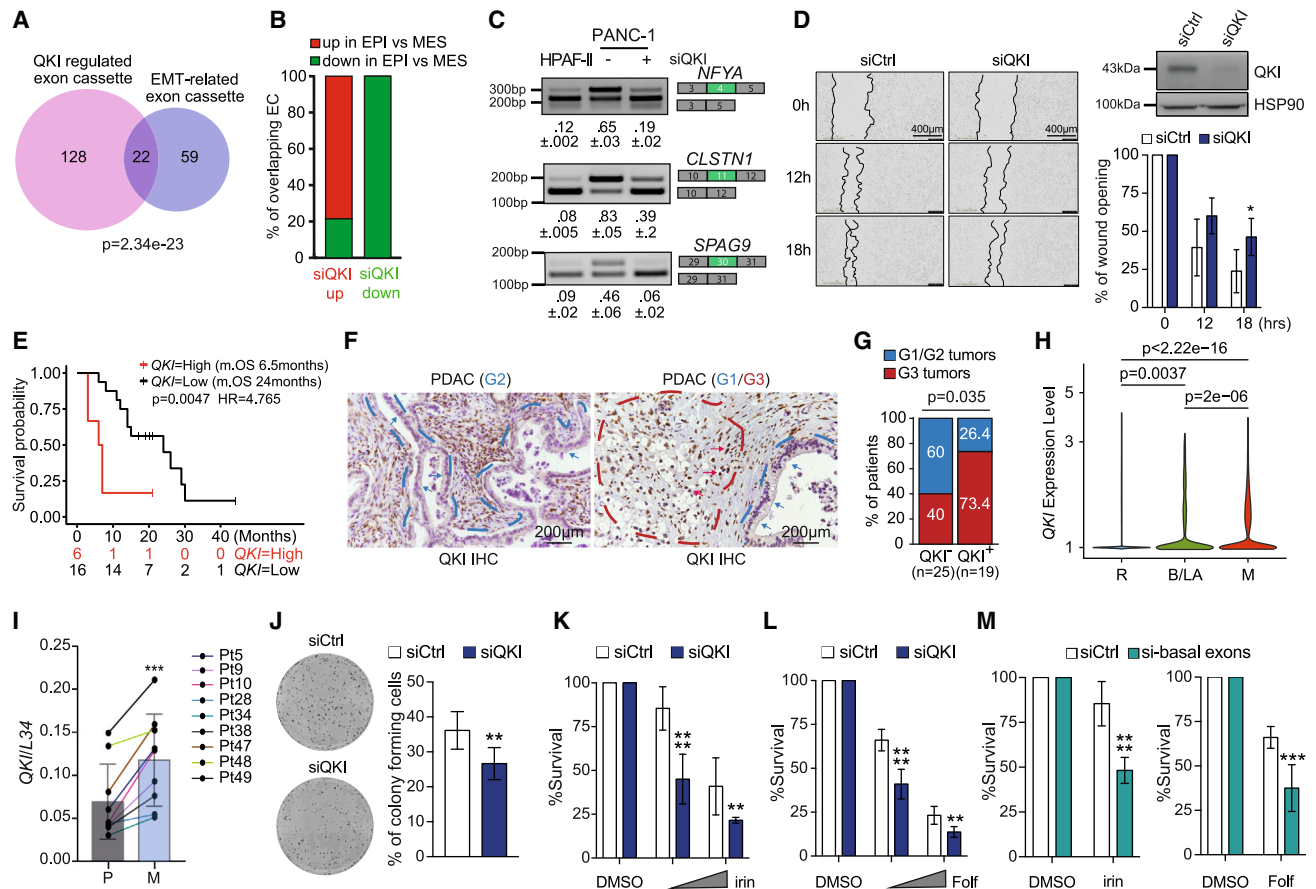 A
QKI regulated
exon cassette
EMT-related
exon cassette
128
22
59
p=2.34e-23
B
up in EPI vs MES
down in EPI vs MES
% of overlapping EC
100
80
60
40
20
0
siQKI
up
siQKI
down
C
PANC-1
HPAF-II
-
+
siQKI
300bp
200bp
NFYA
3
4
5
3
5
.12
±.002
.65
±.03
.19
±.02
200bp
100bp
CLSTN1
10
11
12
10
12
.08
±.005
.83
±.05
.39
±.2
200bp
100bp
SPAG9
29
30
31
29
31
.09
±.02
.46
±.06
.06
±.02
D
siCtrl
siQKI
0h
12h
18h
400µm
400µm
siCtrl
siQKI
43kDa
QKI
100kDa
HSP90
siCtrl
siQKI
% of wound opening
100
75
50
25
0
*
0
12
18
(hrs)
E
QKI=High (m.OS 6.5months)
QKI=Low (m.OS 24months)
p=0.0047 HR=4.765
Survival probability
1.00
0.75
0.50
0.25
0.00
0
10
20
30
40
(Months)
6
1
1
0
0
QKI=High
16
14
7
2
1
QKI=Low
F
PDAC (G2)
PDAC (G1/G3)
200µm
200µm
QKI IHC
QKI IHC
G
G1/G2 tumors
G3 tumors
p=0.035
% of patients
100
80
60
40
20
0
60
40
26.4
73.4
QKI-
(n=25)
QKI+
(n=19)
H
p<2.22e−16
p=0.0037
p=2e−06
QKI Expression Level
5
3
1
R
B/LA
M
I
QKI/L34
0.25
0.20
0.15
0.10
0.05
0.00
***
P
M
Pt5
Pt9
Pt10
Pt28
Pt34
Pt38
Pt47
Pt48
Pt49
J
siCtrl
siQKI
siCtrl
siQKI
% of colony forming cells
50
40
30
20
10
0
**
K
siCtrl
siQKI
%Survival
100
75
50
25
0
**
**
**
DMSO
irin
L
siCtrl
siQKI
%Survival
100
75
50
25
0
**
**
**
DMSO
Folf
M
siCtrl
si-basal exons
%Survival
100
75
50
25
0
**
**
DMSO
irin
%Survival
100
75
50
25
0
***
DMSO
Folf